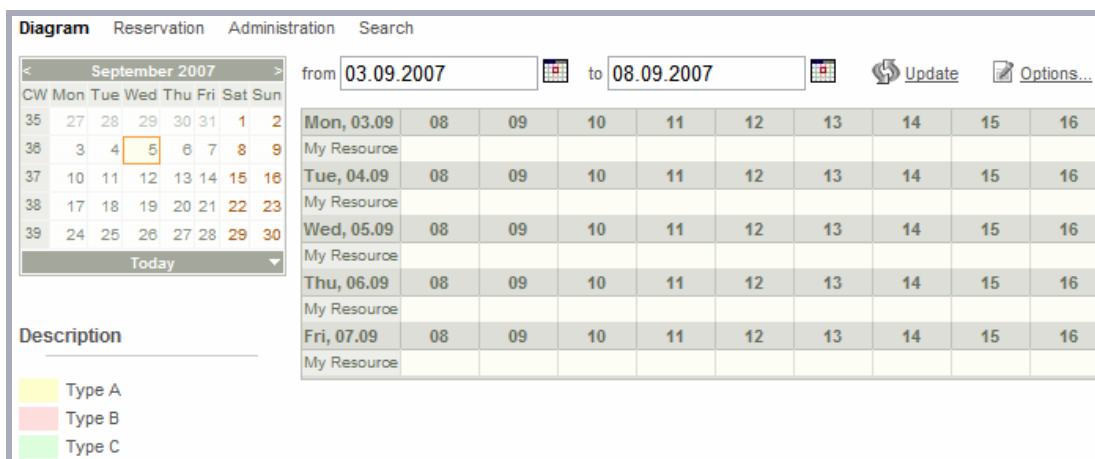 Diagram Reservation Administration Search
< September 2007 >
CW Mon Tue Wed Thu Fri Sat Sun
35 27 28 29 30 31 1 2
36 3 4 5 6 7 8 9
37 10 11 12 13 14 15 16
38 17 18 19 20 21 22 23
39 24 25 26 27 28 29 30
Today
Description
Type A
Type B
Type C
from 03.09.2007 to 08.09.2007 Update Options...
Mon, 03.09 08 09 10 11 12 13 14 15 16
My Resource
Tue, 04.09 08 09 10 11 12 13 14 15 16
My Resource
Wed, 05.09 08 09 10 11 12 13 14 15 16
My Resource
Thu, 06.09 08 09 10 11 12 13 14 15 16
My Resource
Fri, 07.09 08 09 10 11 12 13 14 15 16
My Resource